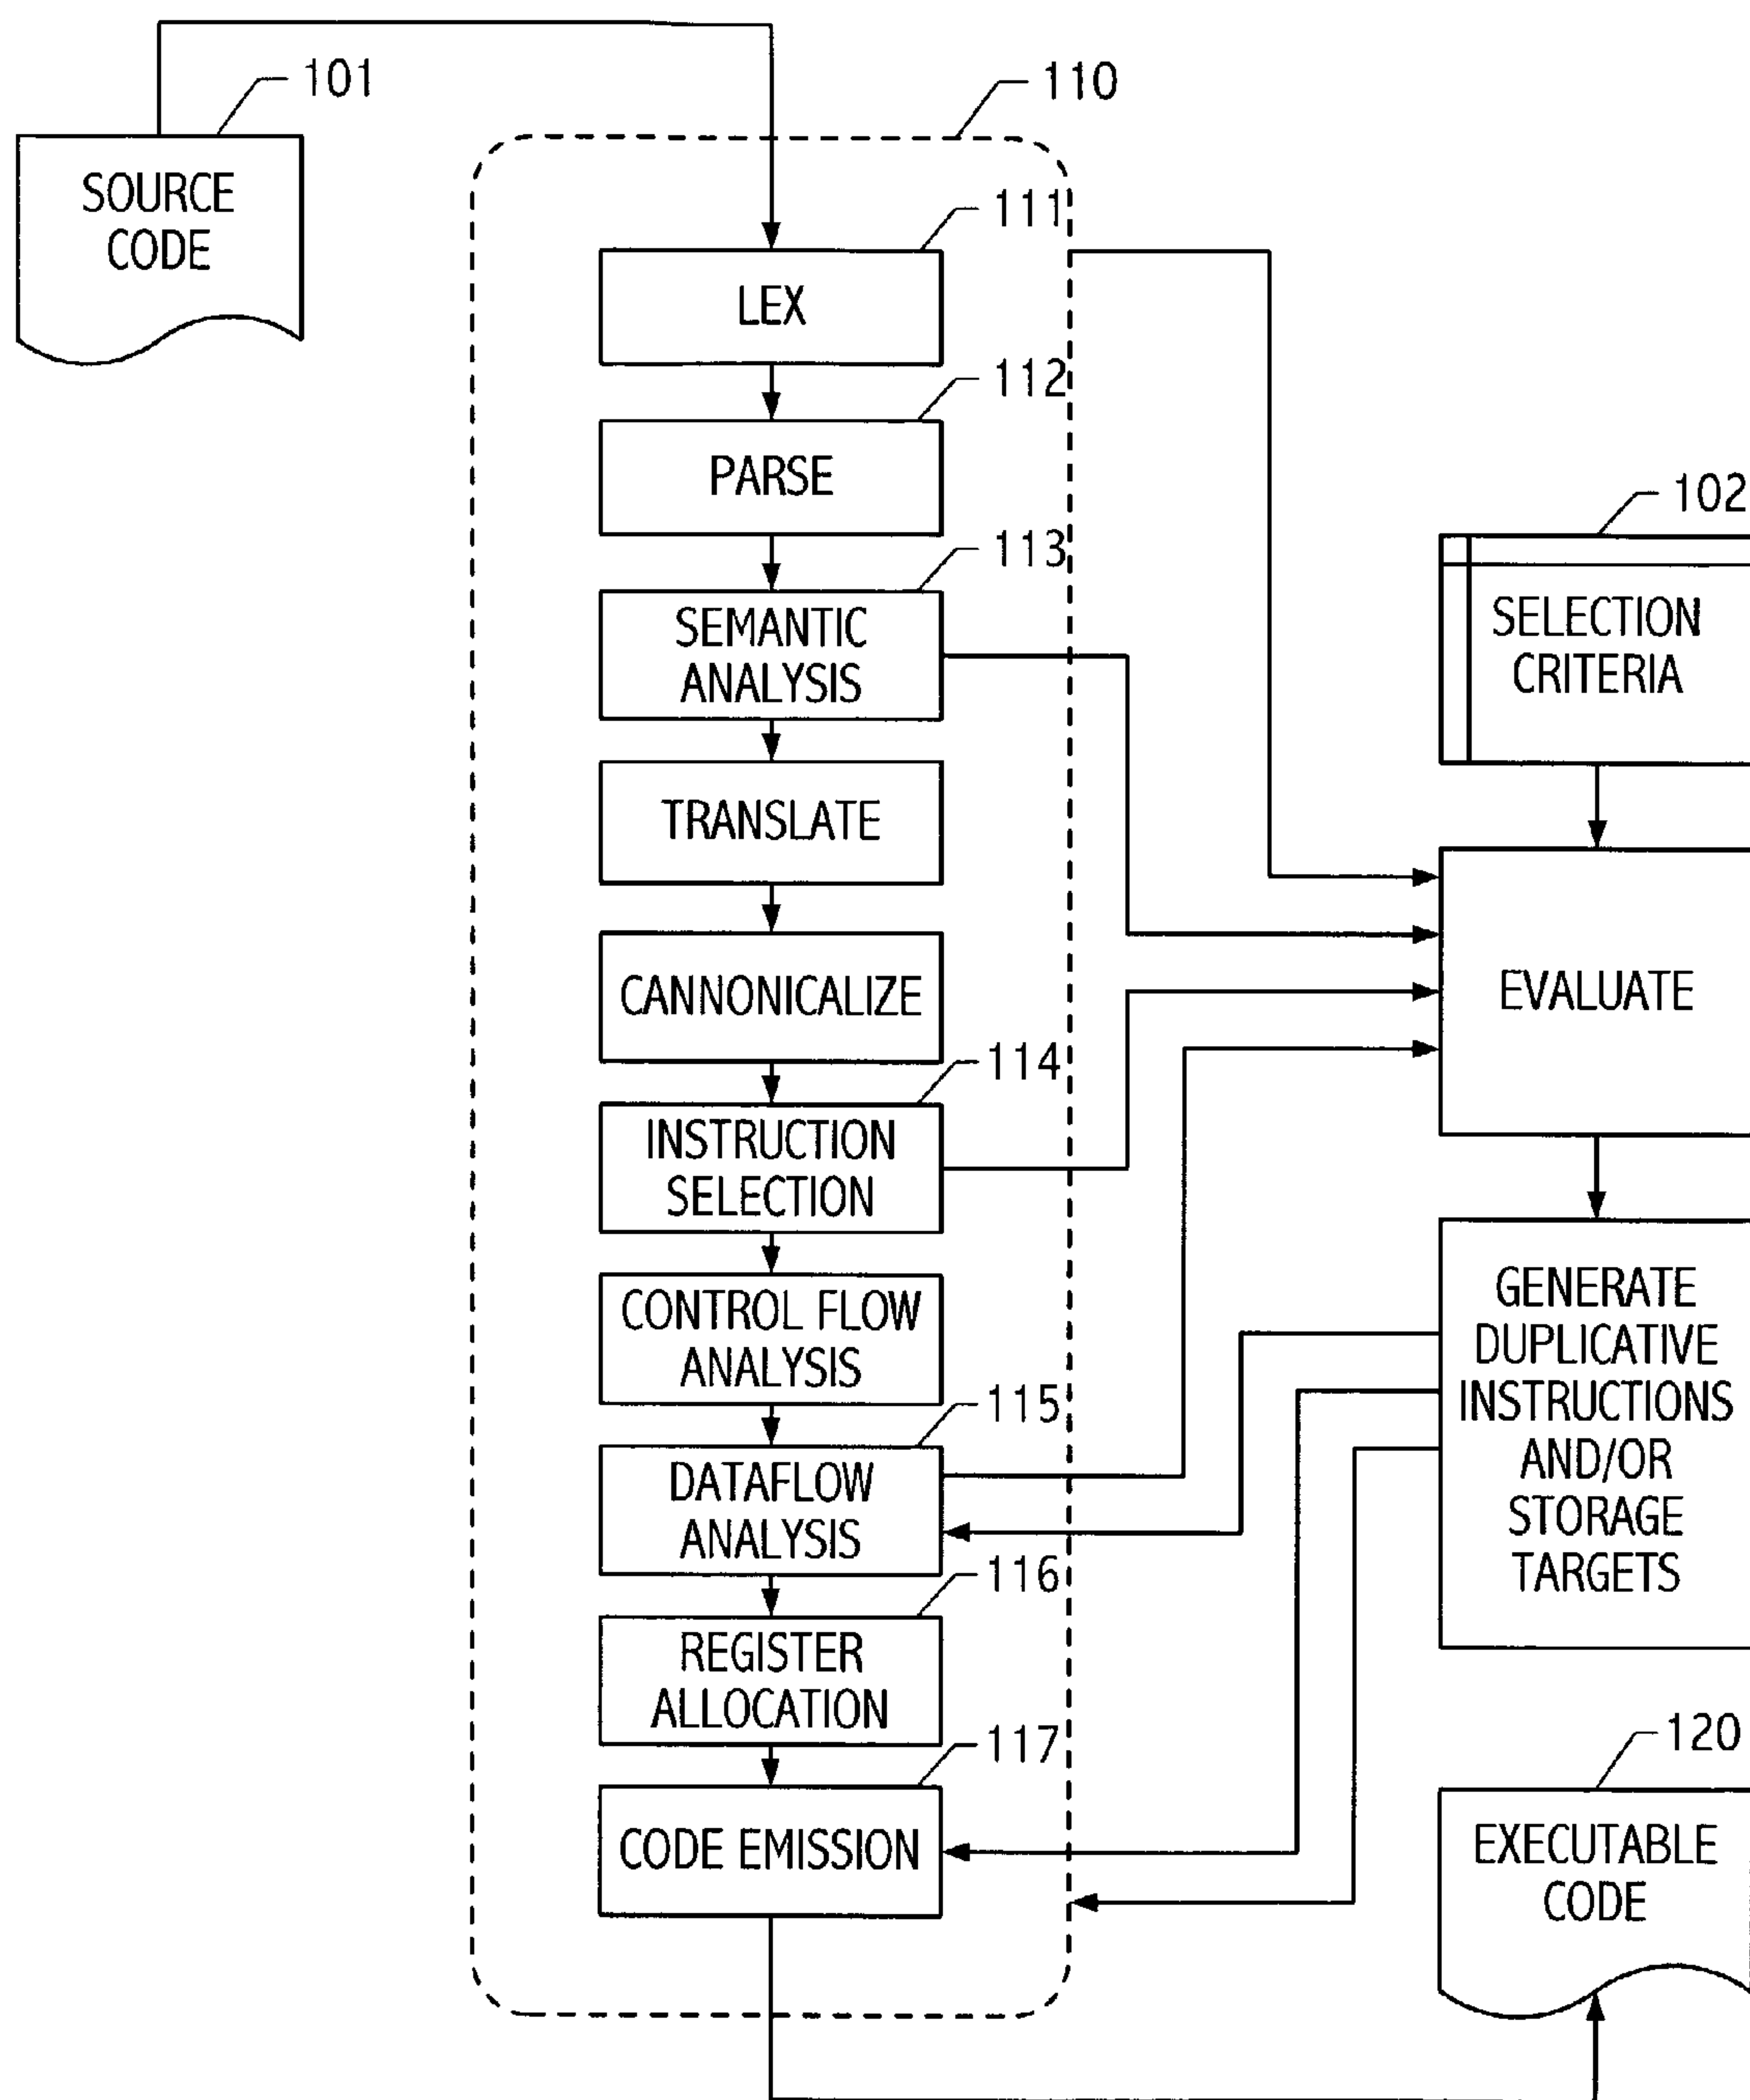 101
110
SOURCE
CODE
111
LEX
112
PARSE
102
113
SEMANTIC
ANALYSIS
SELECTION
CRITERIA
TRANSLATE
CANNONICALIZE
EVALUATE
114
INSTRUCTION
SELECTION
CONTROL FLOW
ANALYSIS
GENERATE
DUPLICATIVE
INSTRUCTIONS
AND/OR
STORAGE
TARGETS
115
DATAFLOW
ANALYSIS
116
REGISTER
ALLOCATION
117
CODE EMISSION
120
EXECUTABLE
CODE